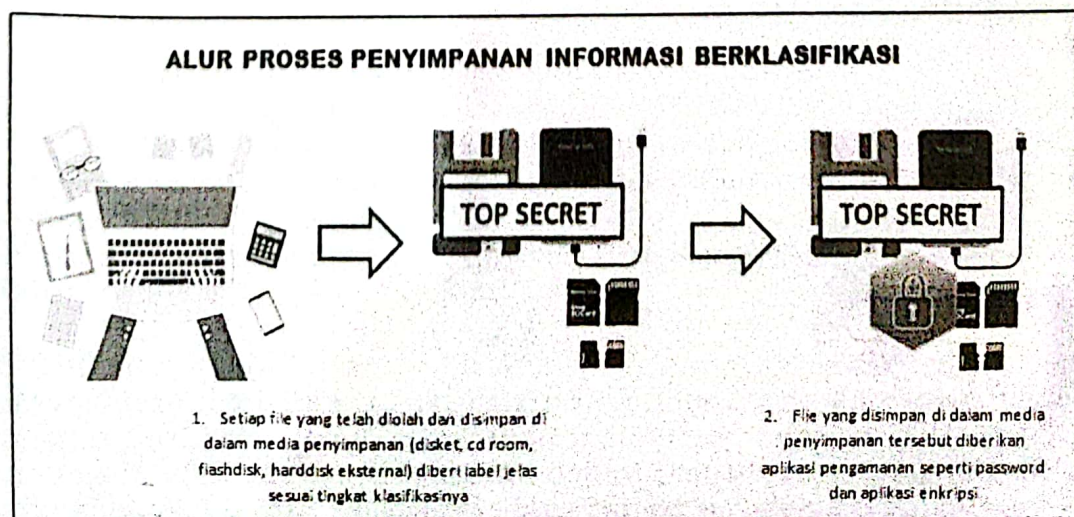 ALUR PROSES PENYIMPANAN INFORMASI BERKLASIFIKASI
TOP SECRET
TOP SECRET
1. Setiap file yang telah diolah dan disimpan di
dalam media penyimpanan (disket, cd room,
flashdisk, harddisk eksternal) diberi label jelas
sesuai tingkat klasifikasinya
2. File yang disimpan di dalam media
penyimpanan tersebut diberikan
aplikasi pengamanan seperti password
dan aplikasi enkripsi